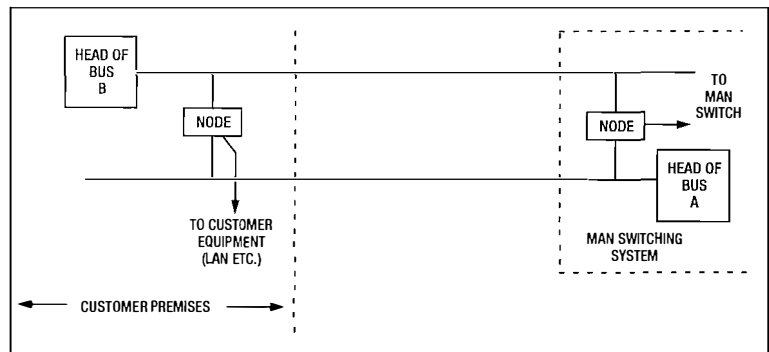 HEAD OF
BUS
B
NODE
TO CUSTOMER
EQUIPMENT
(LAN ETC.)
CUSTOMER PREMISES
TO
MAN
SWITCH
NODE
HEAD OF
BUS
A
MAN SWITCHING
SYSTEM